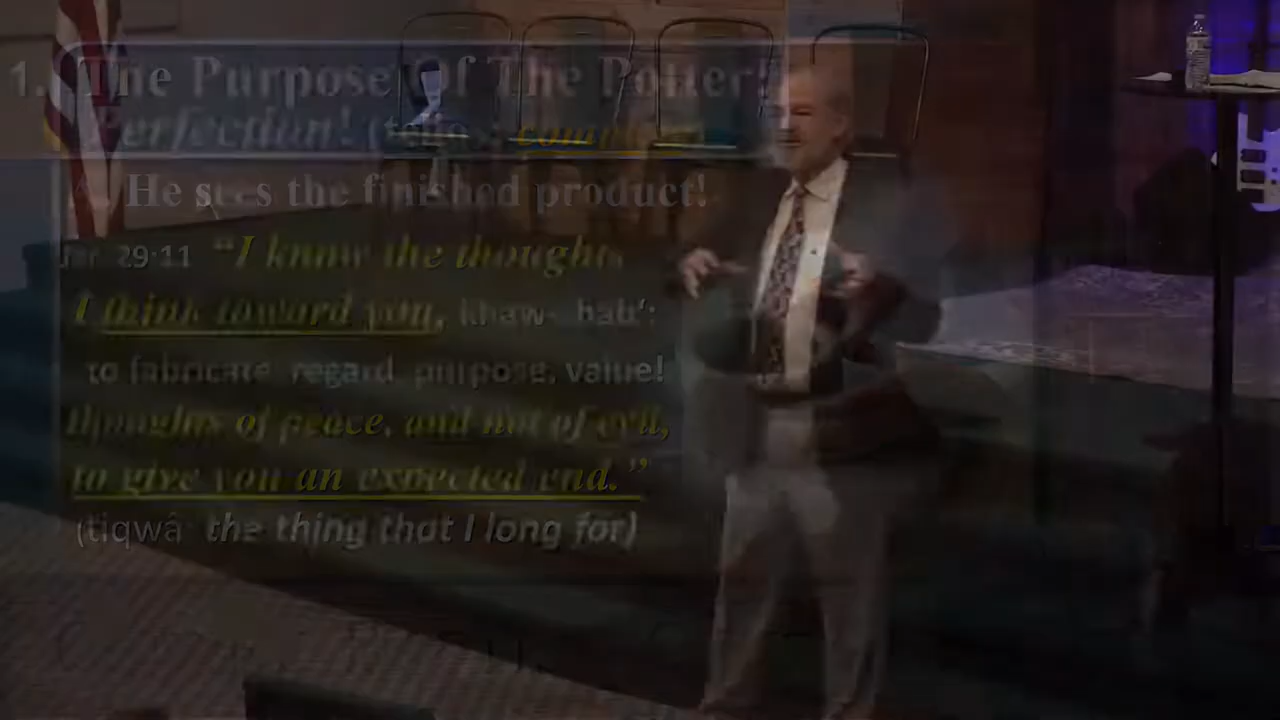 1. The Purpose Of The Potter!
Perfection! (
He sees the finished product!
Jer. 29:11 “I know the thoughts
I think toward you, khaw-shab':
to fabricate, regard, purpose, value!
thoughts of peace, and not of evil,
to give you an expected end.”
(tiqwâ the thing that I long for)